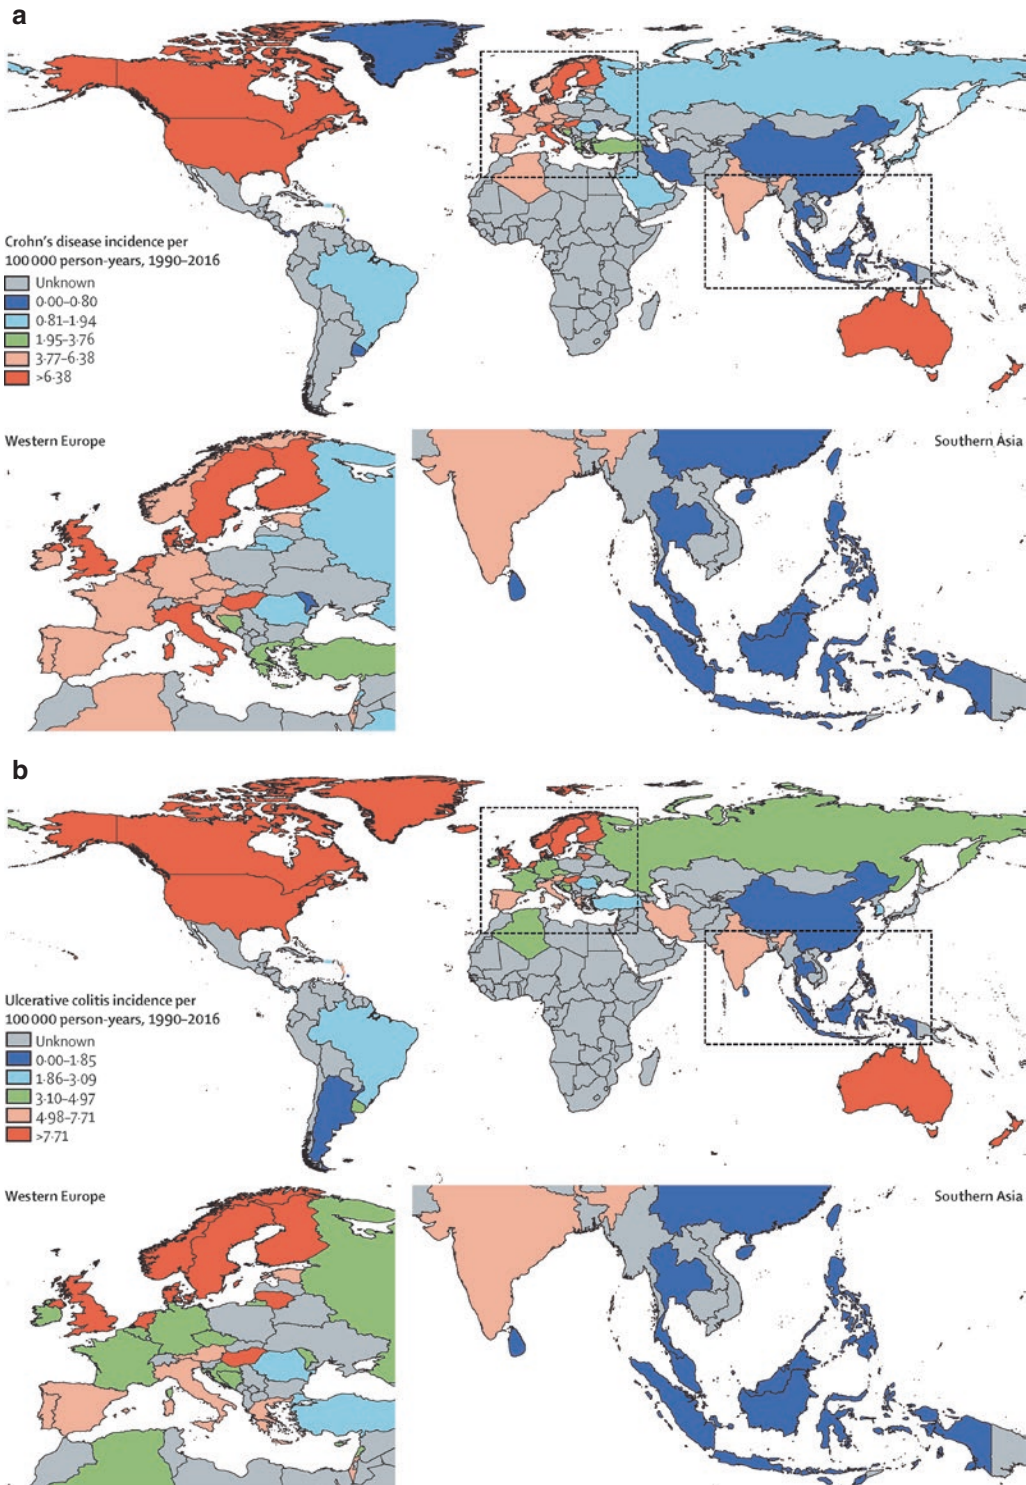 a
Crohn's disease incidence per
100 000 person-years, 1990–2016
Unknown
0·00–0·80
0·81–1·94
1·95–3·76
3·77–6·38
>6·38
Western Europe
Southern Asia
b
Ulcerative colitis incidence per
100 000 person-years, 1990–2016
Unknown
0·00–1·85
1·86–3·09
3·10–4·97
4·98–7·71
>7·71
Western Europe
Southern Asia